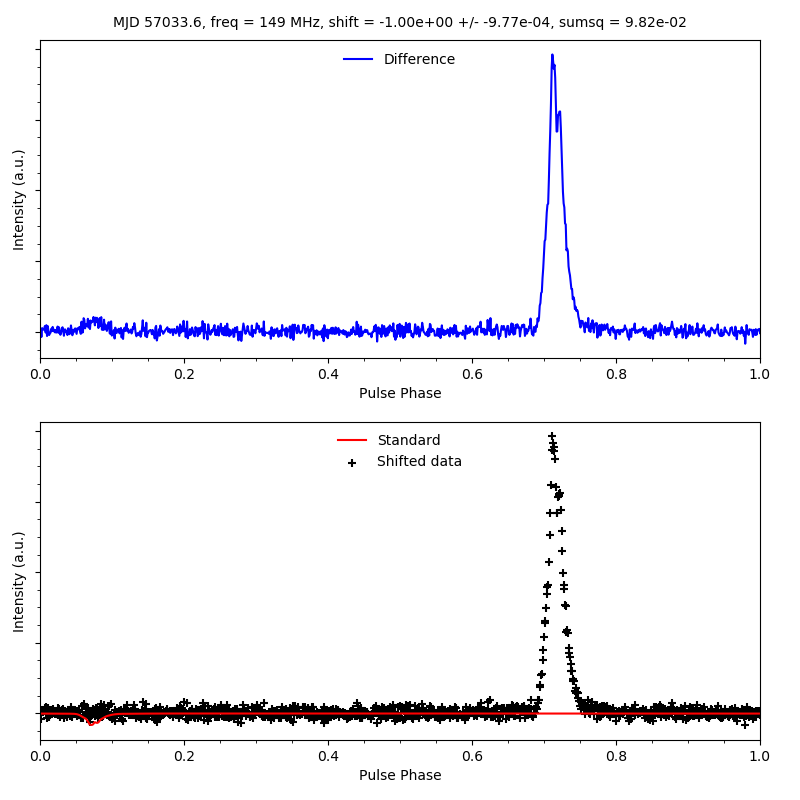 MJD 57033.6, freq = 149 MHz, shift = -1.00e+00 +/- -9.77e-04, sumsq = 9.82e-02
Difference
Intensity (a.u.)
0.0 0.2 0.4 0.6 0.8 1.0
Pulse Phase
Standard
Shifted data
Intensity (a.u.)
0.0 0.2 0.4 0.6 0.8 1.0
Pulse Phase